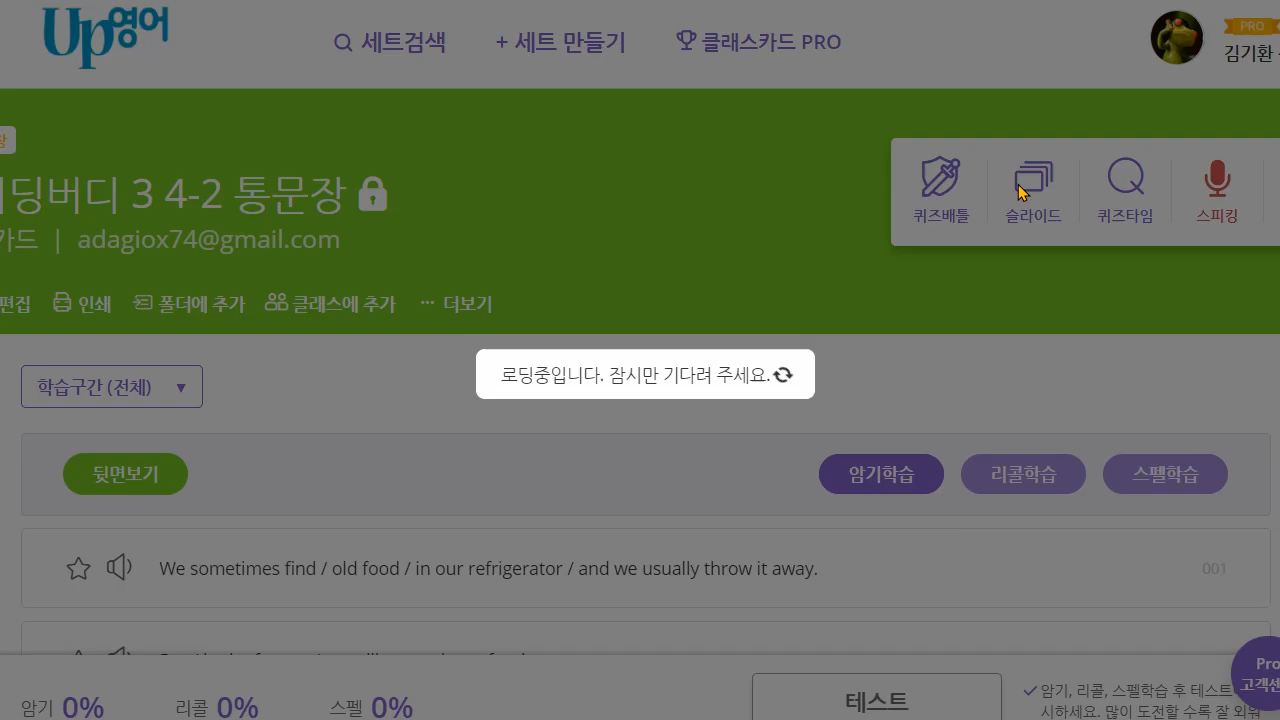 Up영어
세트검색
+ 세트 만들기
클래스카드 PRO
PRO
김기환
딩버디 3 4-2 통문장
카드 | adagiox74@gmail.com
편집
인쇄
폴더에 추가
클래스에 추가
··· 더보기
퀴즈배틀
슬라이드
퀴즈타임
스피킹
로딩중입니다. 잠시만 기다려 주세요.
학습구간 (전체) ▼
뒷면보기
암기학습
리콜학습
스펠학습
We sometimes find / old food / in our refrigerator / and we usually throw it away.
001
암기 0%
리콜 0%
스펠 0%
테스트
암기, 리콜, 스펠학습 후 테스트
시하세요. 많이 도전할 수록 잘 외워
Pro
고객센